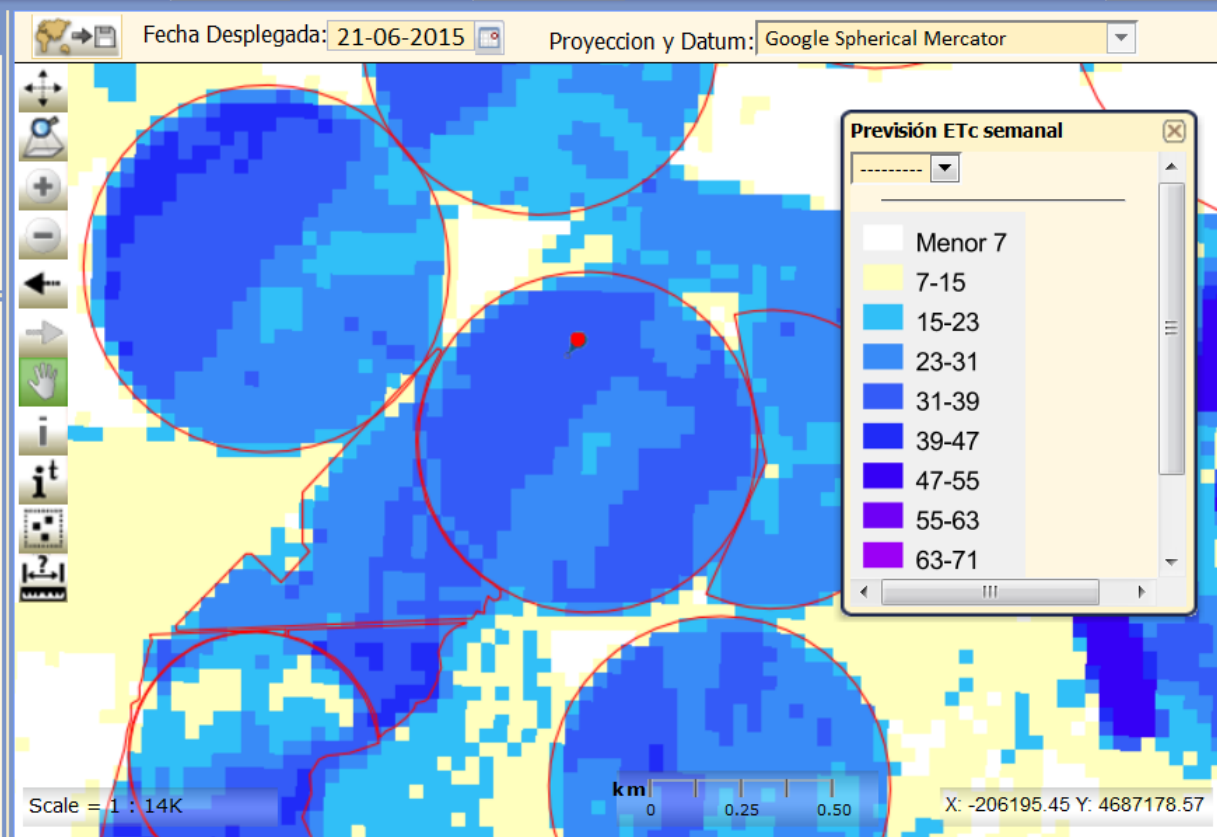 Fecha Desplegada: 21-06-2015
Proyeccion y Datum: Google Spherical Mercator
Previsión ETc semanal
---------
Menor 7
7-15
15-23
23-31
31-39
39-47
47-55
55-63
63-71
i
it
?
km
0 0.25 0.50
Scale = 1 : 14K
X: -206195.45 Y: 4687178.57